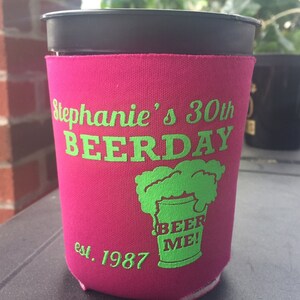 Stephanie's 30th
BEERDAY
BEER
ME!
est. 1987